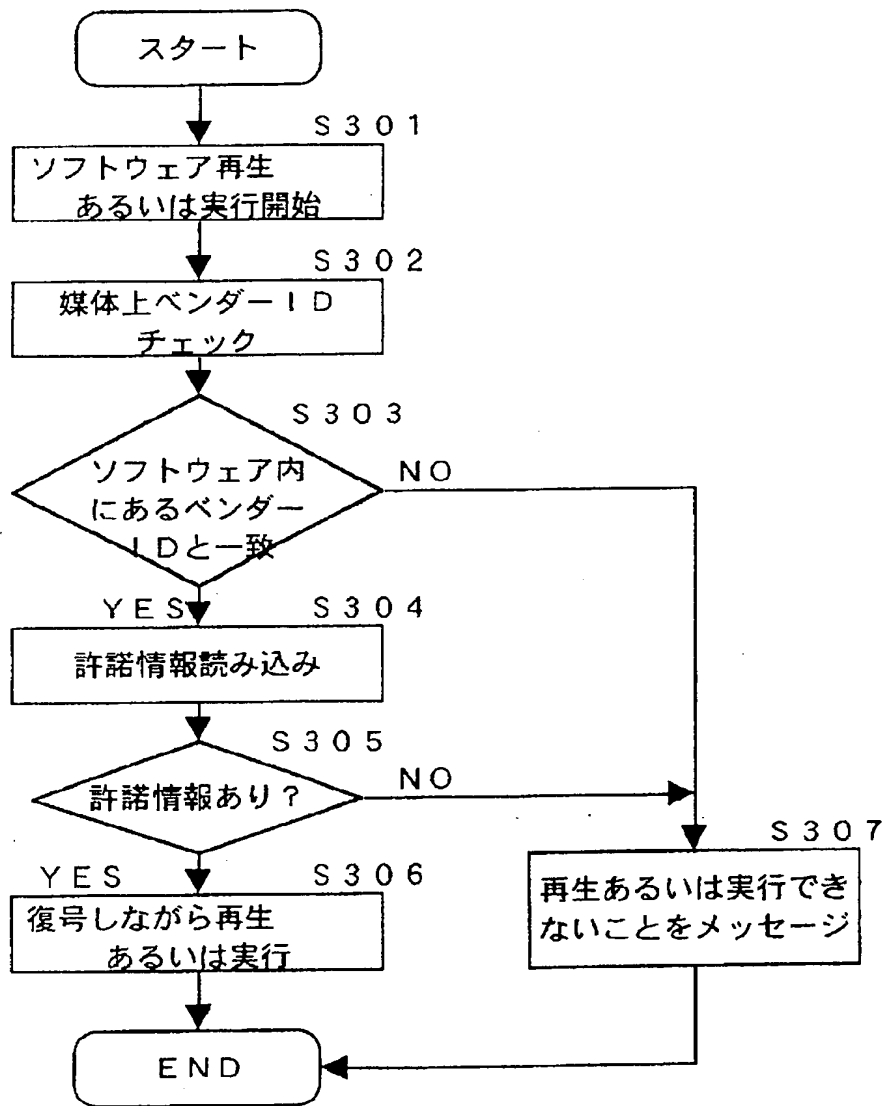 スタート
S301
ソフトウェア再生
あるいは実行開始
S302
媒体上ベンダーID
チェック
S303
ソフトウェア内
にあるベンダー
IDと一致
NO
YES
S304
許諾情報読み込み
S305
許諾情報あり？
NO
YES
S306
復号しながら再生
あるいは実行
S307
再生あるいは実行でき
ないことをメッセージ
END